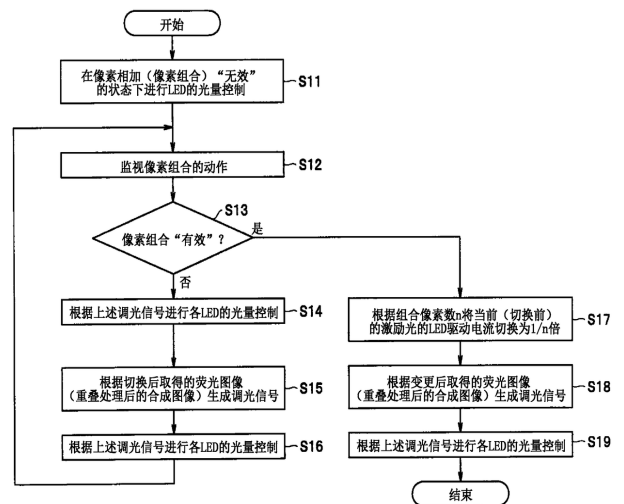 开始
在像素相加（像素组合）“无效”
的状态下进行LED的光量控制
S11
监视像素组合的动作
S12
S13
像素组合“有效”？
是
否
根据上述调光信号进行各LED的光量控制
S14
根据切换后取得的荧光图像
（重叠处理后的合成图像）生成调光信号
S15
根据上述调光信号进行各LED的光量控制
S16
根据组合像素数n将当前（切换前）
的激励光的LED驱动电流切换为1/n倍
S17
根据变更后取得的荧光图像
（重叠处理后的合成图像）生成调光信号
S18
根据上述调光信号进行各LED的光量控制
S19
结束